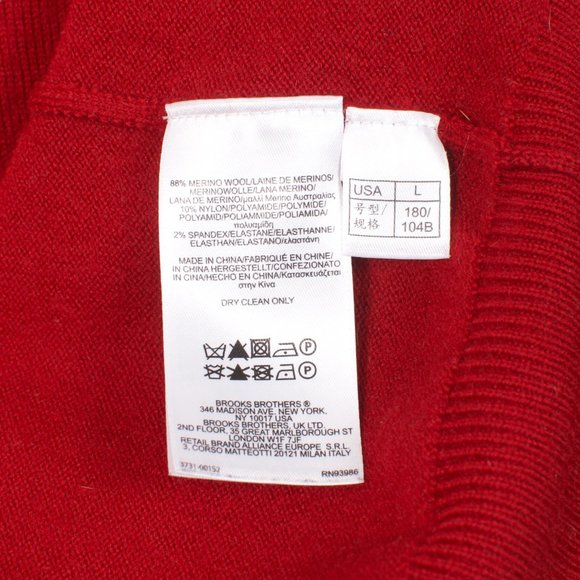 88% MERINO WOOL/LAINE DE MERINOS/
MERINOWOLLE/LANA MERINO/
LANA DE MERINO/μαλλί Merino Αυστραλίας
10% NYLON/POLYAMIDE/POLYMIDE/
POLYAMID/POLIAMMIDE/POLIAMIDA/
πολυαμίδη
2% SPANDEX/ELASTANE/ELASTHANNE/
ELASTHAN/ELASTANO/ελαστάνη
MADE IN CHINA/FABRIQUÉ EN CHINE/
IN CHINA HERGESTELLT/CONFEZIONATO
IN CINA/HECHO EN CHINA/Κατασκευάζεται
στην Κίνα
DRY CLEAN ONLY
P
P
BROOKS BROTHERS ®
346 MADISON AVE, NEW YORK,
NY 10017 USA
BROOKS BROTHERS, UK LTD.
2ND FLOOR, 35 GREAT MARLBOROUGH ST
LONDON W1F 7JF
RETAIL BRAND ALLIANCE EUROPE S.R.L.
3, CORSO MATTEOTTI 20121 MILAN ITALY
3731-00152 RN93986
USA L
号型/ 180/
规格 104B